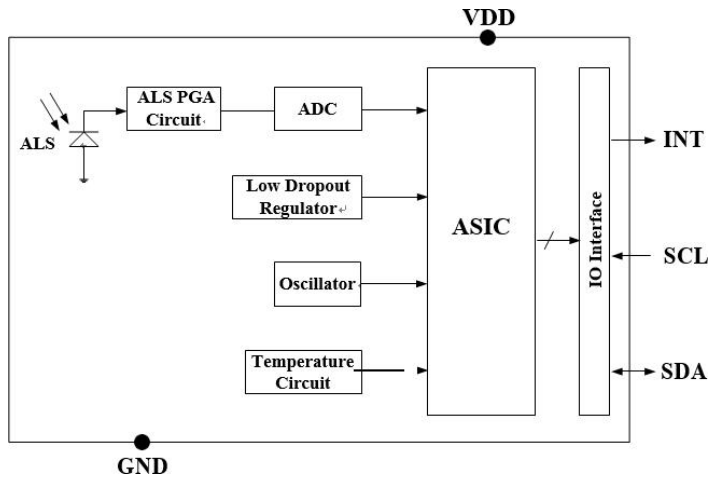 VDD
ALS
ALS PGA
Circuit
ADC
Low Dropout
Regulator
Oscillator
Temperature
Circuit
ASIC
IO Interface
INT
SCL
SDA
GND